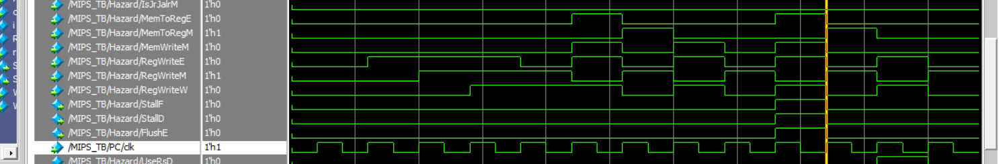 /MIPS_TB/Hazard/IsJrJalrM 1'h0
/MIPS_TB/Hazard/MemToRegE 1'h0
/MIPS_TB/Hazard/MemToRegM 1'h1
/MIPS_TB/Hazard/MemWriteM 1'h0
/MIPS_TB/Hazard/RegWriteE 1'h0
/MIPS_TB/Hazard/RegWriteM 1'h1
/MIPS_TB/Hazard/RegWriteW 1'h0
/MIPS_TB/Hazard/StallF 1'h0
/MIPS_TB/Hazard/StallD 1'h0
/MIPS_TB/Hazard/FlushE 1'h0
/MIPS_TB/PC/clk 1'h1
/MIPS_TB/Hazard/UseRsD 1'h0